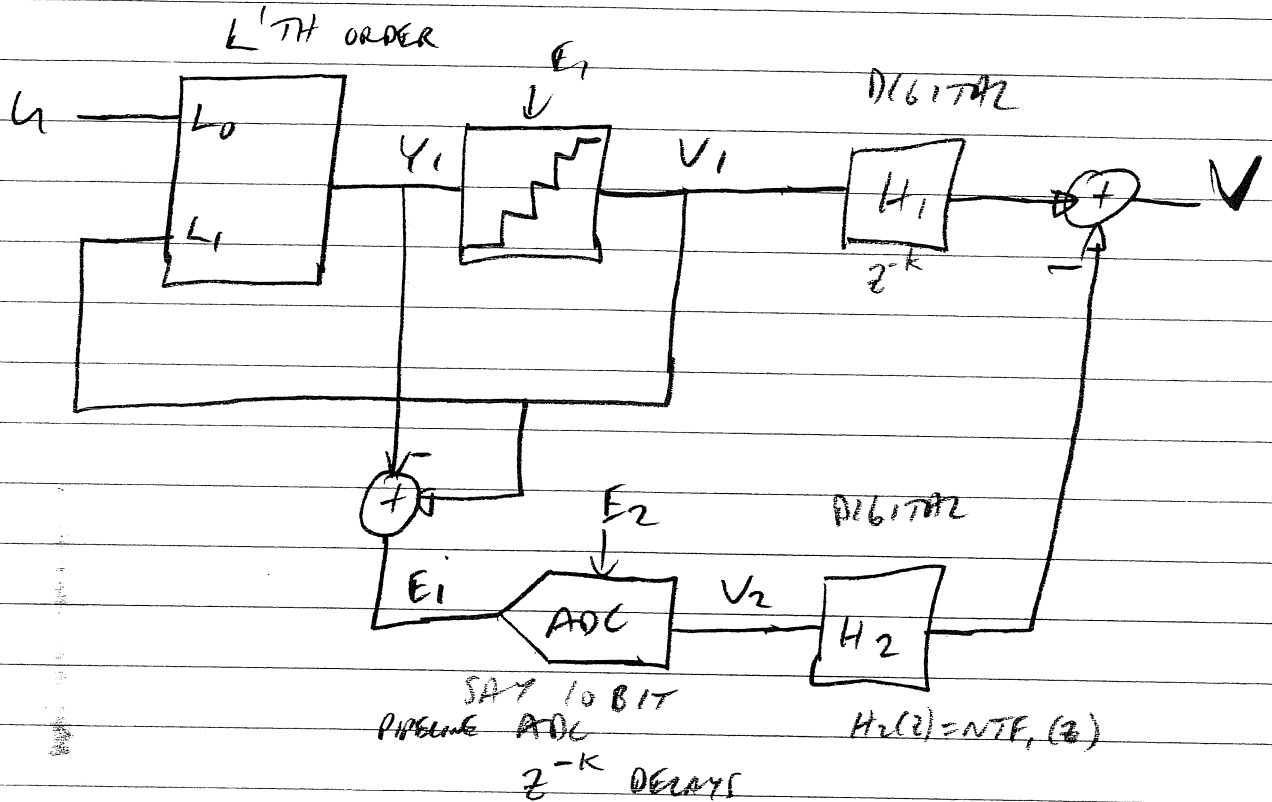 L'TH ORDER
E1
DIGITAL
U
L0
Y1
V1
H1
+
V
L1
z^-k
−
−
+
E2
DIGITAL
E1
ADC
V2
H2
SAY 10 BIT
PIPELINE ADC
H2(z)=NTF1(z)
z^-k DELAYS